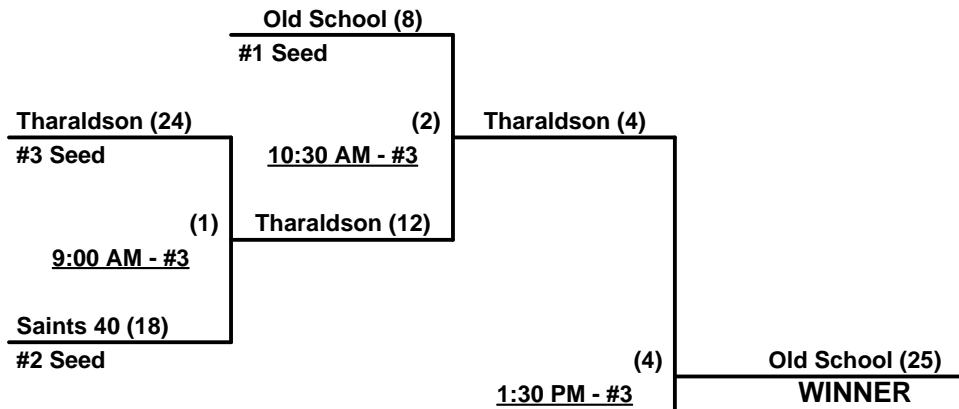 Old School (8)
#1 Seed
Tharaldson (24)
(2)
Tharaldson (4)
#3 Seed
10:30 AM - #3
(1)
Tharaldson (12)
9:00 AM - #3
Saints 40 (18)
#2 Seed
(4)
Old School (25)
1:30 PM - #3
WINNER